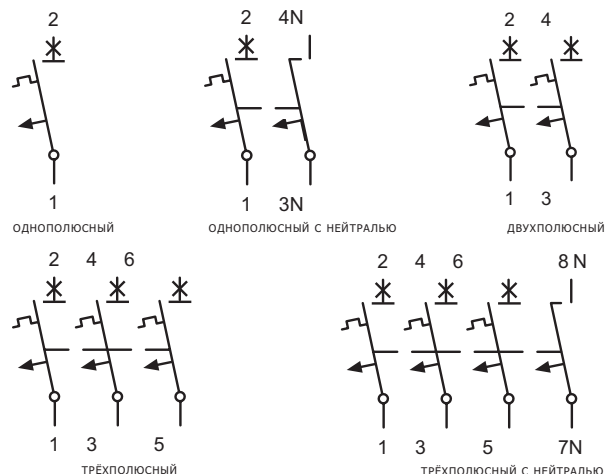 2
2 4N
2 4
1
1 3N
1 3
ОДНОПОЛЮСНЫЙ
ОДНОПОЛЮСНЫЙ С НЕЙТРАЛЬЮ
ДВУХПОЛЮСНЫЙ
2 4 6
2 4 6 8 N
1 3 5
1 3 5 7N
ТРЁХПОЛЮСНЫЙ
ТРЁХПОЛЮСНЫЙ С НЕЙТРАЛЬЮ